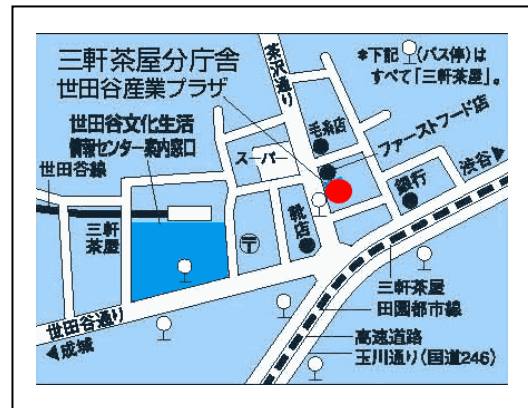 三軒茶屋分庁舎
世田谷産業プラザ
茶沢通り
*下記 (バス停)は
すべて「三軒茶屋」。
世田谷文化生活
情報センター案内窓口
世田谷線
スーパー
毛糸店
ファーストフード店
渋谷
銀行
靴店
三軒
茶屋
〒
三軒茶屋
田園都市線
世田谷通り
成城
高速道路
玉川通り(国道246)